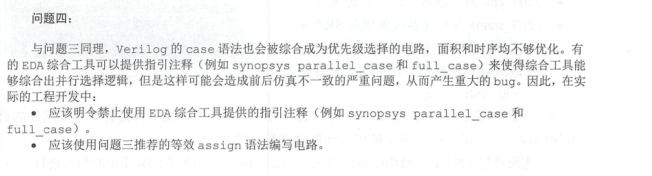 问题四：
与问题三同理，Verilog 的 case 语法也会被综合成为优先级选择的电路，面积和时序均不够优化。有
的 EDA 综合工具可以提供指引注释（例如 synopsys parallel_case 和 full_case）来使得综合工具能
够综合出并行选择逻辑，但是这样可能会造成前后仿真不一致的严重问题，从而产生重大的 bug。因此，在实
际的工程开发中：
● 应该明令禁止使用 EDA 综合工具提供的指引注释（例如 synopsys parallel_case 和
full_case）。
● 应该使用问题三推荐的等效 assign 语法编写电路。